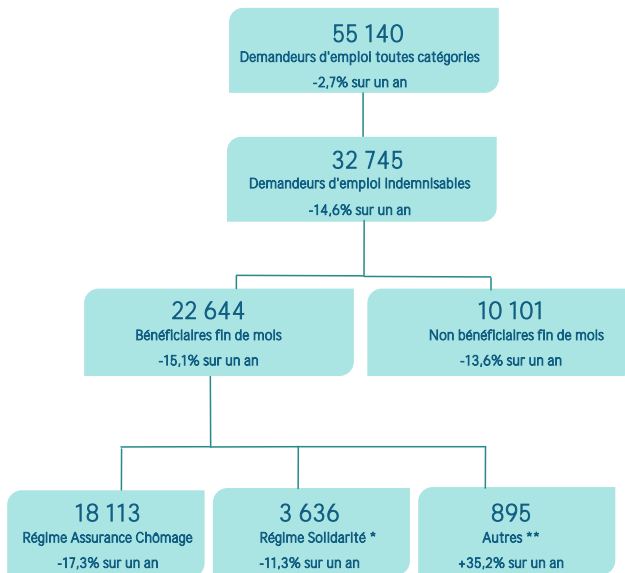 55 140
Demandeurs d'emploi toutes catégories
-2,7% sur un an
32 745
Demandeurs d'emploi indemnisables
-14,6% sur un an
22 644
Bénéficiaires fin de mois
-15,1% sur un an
10 101
Non bénéficiaires fin de mois
-13,6% sur un an
18 113
Régime Assurance Chômage
-17,3% sur un an
3 636
Régime Solidarité *
-11,3% sur un an
895
Autres **
+35,2% sur un an